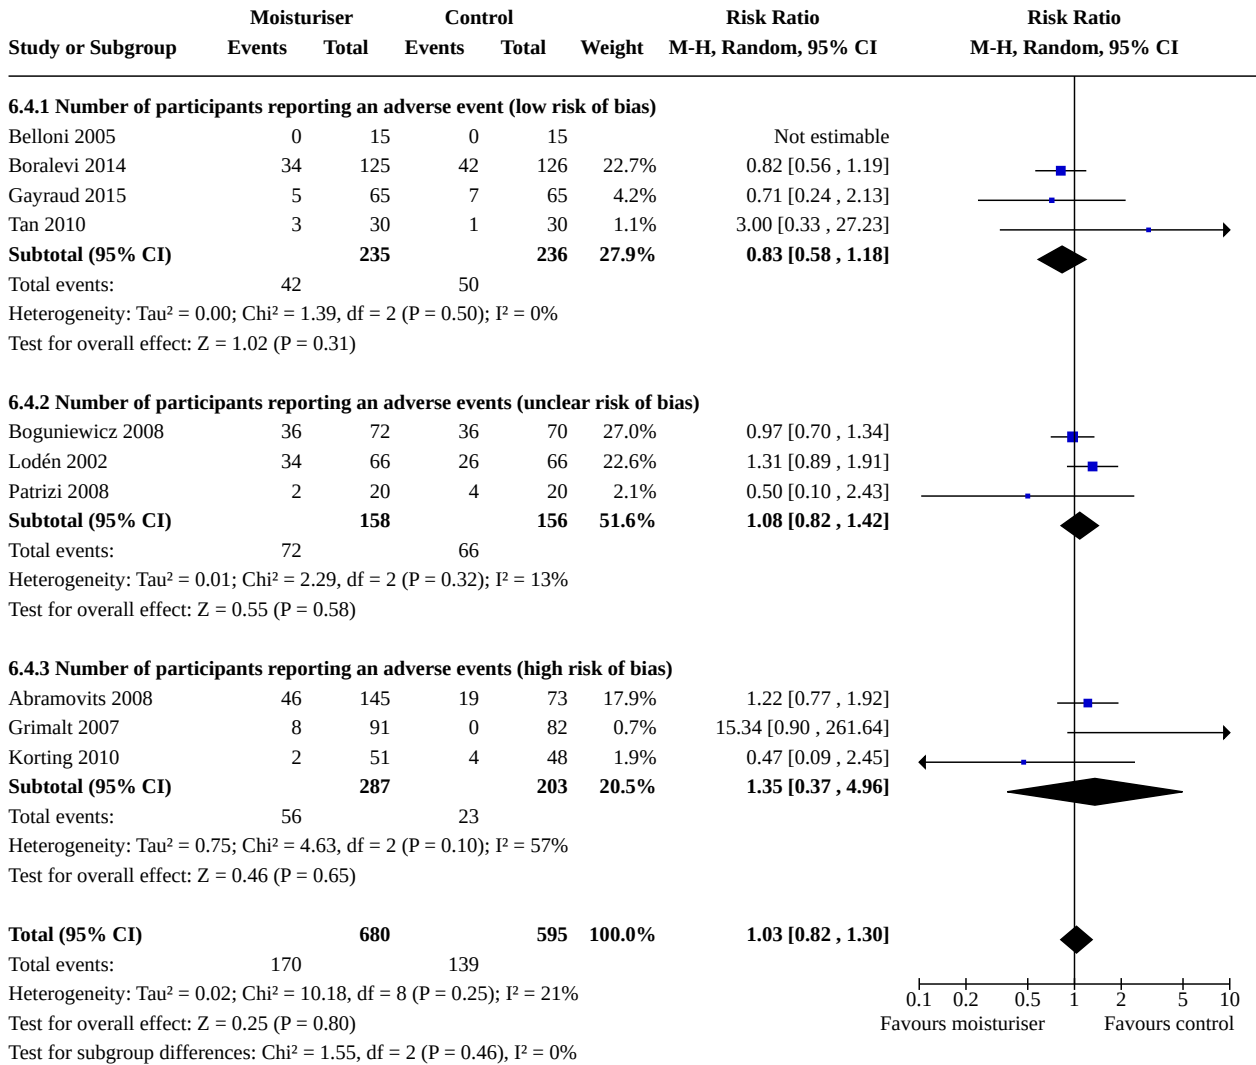 Moisturiser Control Risk Ratio Risk Ratio
Study or Subgroup Events Total Events Total Weight M-H, Random, 95% CI M-H, Random, 95% CI
6.4.1 Number of participants reporting an adverse event (low risk of bias)
Belloni 2005 0 15 0 15 Not estimable
Boralevi 2014 34 125 42 126 22.7% 0.82 [0.56 , 1.19]
Gayraud 2015 5 65 7 65 4.2% 0.71 [0.24 , 2.13]
Tan 2010 3 30 1 30 1.1% 3.00 [0.33 , 27.23]
Subtotal (95% CI) 235 236 27.9% 0.83 [0.58 , 1.18]
Total events: 42 50
Heterogeneity: Tau² = 0.00; Chi² = 1.39, df = 2 (P = 0.50); I² = 0%
Test for overall effect: Z = 1.02 (P = 0.31)
6.4.2 Number of participants reporting an adverse events (unclear risk of bias)
Boguniewicz 2008 36 72 36 70 27.0% 0.97 [0.70 , 1.34]
Lodén 2002 34 66 26 66 22.6% 1.31 [0.89 , 1.91]
Patrizi 2008 2 20 4 20 2.1% 0.50 [0.10 , 2.43]
Subtotal (95% CI) 158 156 51.6% 1.08 [0.82 , 1.42]
Total events: 72 66
Heterogeneity: Tau² = 0.01; Chi² = 2.29, df = 2 (P = 0.32); I² = 13%
Test for overall effect: Z = 0.55 (P = 0.58)
6.4.3 Number of participants reporting an adverse events (high risk of bias)
Abramovits 2008 46 145 19 73 17.9% 1.22 [0.77 , 1.92]
Grimalt 2007 8 91 0 82 0.7% 15.34 [0.90 , 261.64]
Korting 2010 2 51 4 48 1.9% 0.47 [0.09 , 2.45]
Subtotal (95% CI) 287 203 20.5% 1.35 [0.37 , 4.96]
Total events: 56 23
Heterogeneity: Tau² = 0.75; Chi² = 4.63, df = 2 (P = 0.10); I² = 57%
Test for overall effect: Z = 0.46 (P = 0.65)
Total (95% CI) 680 595 100.0% 1.03 [0.82 , 1.30]
Total events: 170 139
Heterogeneity: Tau² = 0.02; Chi² = 10.18, df = 8 (P = 0.25); I² = 21%
Test for overall effect: Z = 0.25 (P = 0.80)
Test for subgroup differences: Chi² = 1.55, df = 2 (P = 0.46), I² = 0%
0.1 0.2 0.5 1 2 5 10
Favours moisturiser Favours control